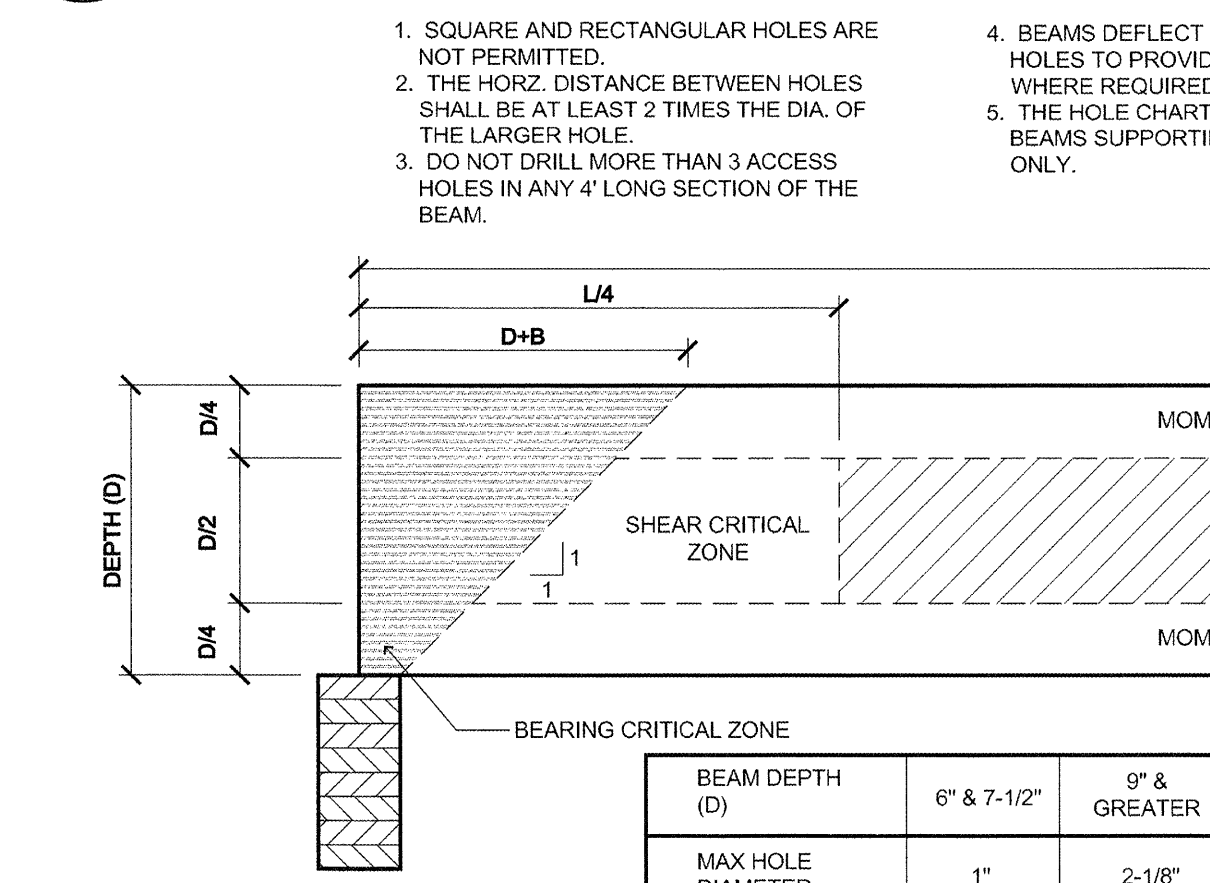 1. SQUARE AND RECTANGULAR HOLES ARE
NOT PERMITTED.
2. THE HORZ. DISTANCE BETWEEN HOLES
SHALL BE AT LEAST 2 TIMES THE DIA. OF
THE LARGER HOLE.
3. DO NOT DRILL MORE THAN 3 ACCESS
HOLES IN ANY 4' LONG SECTION OF THE
BEAM.
4. BEAMS DEFLECT
HOLES TO PROVID
WHERE REQUIRED
5. THE HOLE CHART
BEAMS SUPPORTI
ONLY.
L/4
D+B
DEPTH (D)
D/4
D/2
D/4
MOM
SHEAR CRITICAL
ZONE
1
1
MOM
BEARING CRITICAL ZONE
BEAM DEPTH
(D)
6" & 7-1/2"
9" &
GREATER
MAX HOLE
DIAMETER
1"
2-1/8"